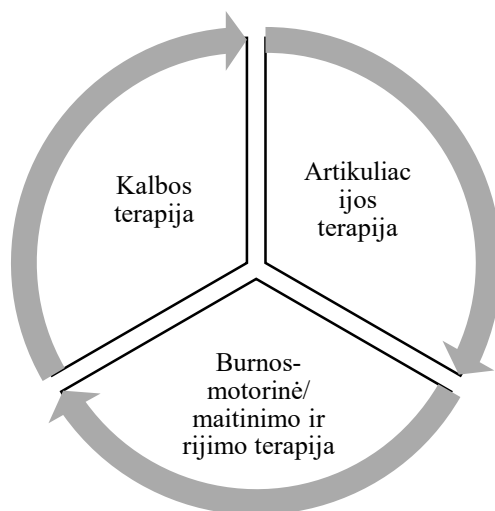 Kalbos
terapija
Artikuliac
ijos
terapija
Burnos-
motorinė/
maitinimo ir
rijimo terapija